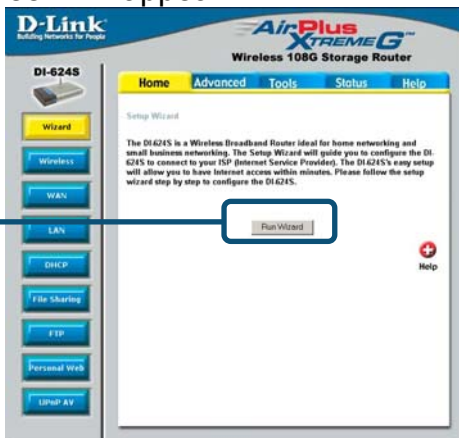 D-Link
Building Networks for People
AirPlus
XTREME G™
Wireless 108G Storage Router
DI-624S
Home Advanced Tools Status Help
Wizard
Wireless
WAN
LAN
DHCP
File Sharing
FTP
Personal Web
UPnP AV
Setup Wizard
The DI-624S is a Wireless Broadband Router ideal for home networking and
small business networking. The Setup Wizard will guide you to configure the DI-
624S to connect to your ISP (Internet Service Provider). The DI-624S's easy setup
will allow you to have Internet access within minutes. Please follow the setup
wizard step by step to configure the DI-624S.
Run Wizard
Help